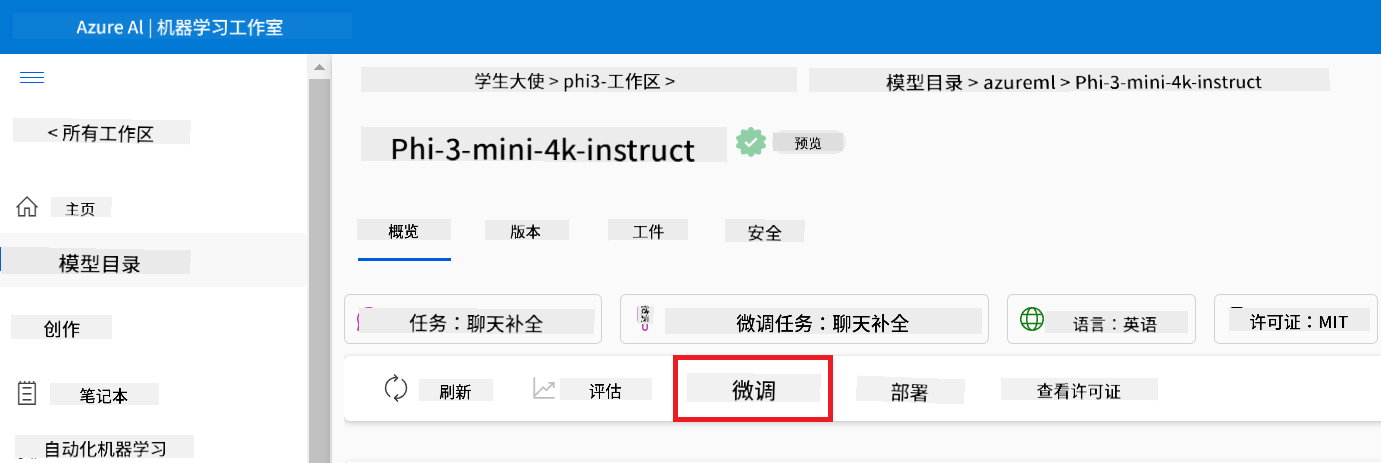 Azure Al | 机器学习工作室
学生大使 > phi3-工作区 >
模型目录 > azureml > Phi-3-mini-4k-instruct
< 所有工作区
Phi-3-mini-4k-instruct
预览
主页
模型目录
创作
笔记本
自动化机器学习
概览
版本
工件
安全
任务：聊天补全
微调任务：聊天补全
语言：英语
许可证：MIT
刷新
评估
微调
部署
查看许可证